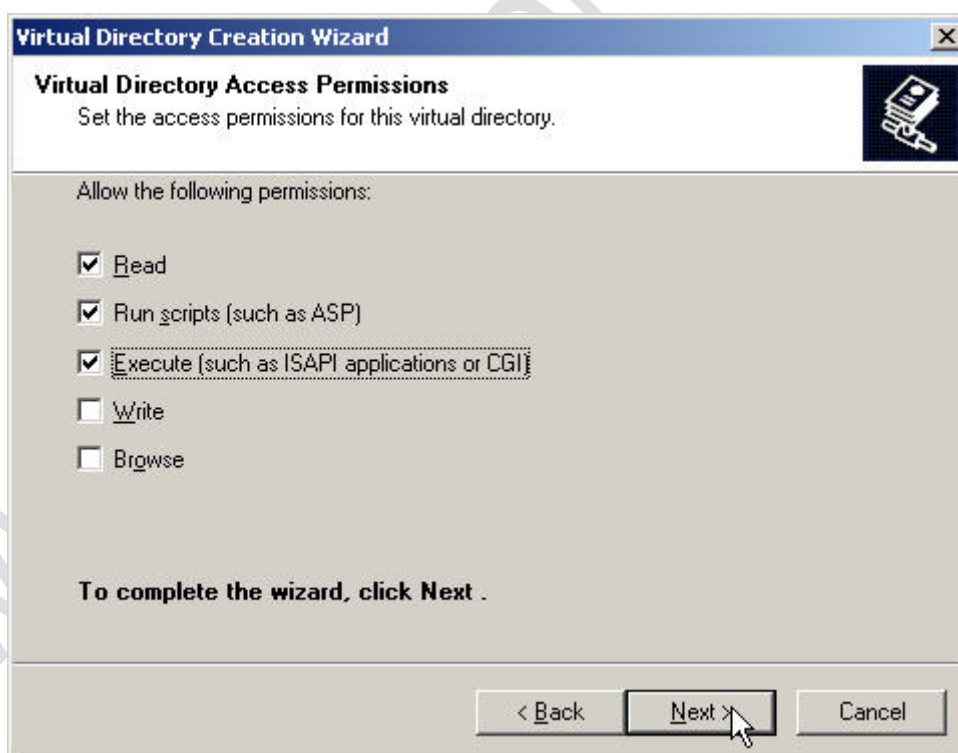 Virtual Directory Creation Wizard
Virtual Directory Access Permissions
Set the access permissions for this virtual directory.
Allow the following permissions:
Read
Run scripts (such as ASP)
Execute (such as ISAPI applications or CGI)
Write
Browse
To complete the wizard, click Next .
< Back Next > Cancel